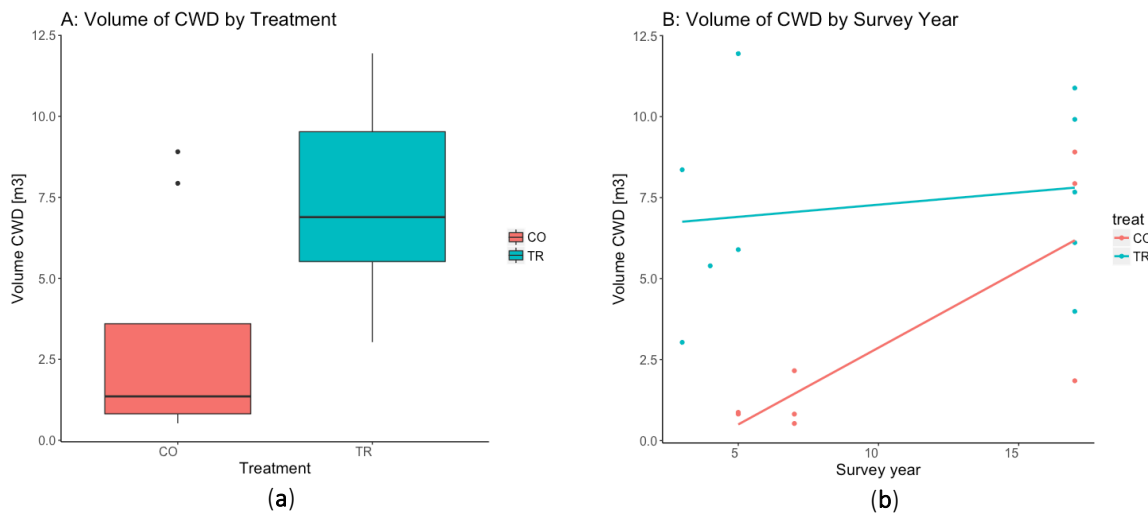 A: Volume of CWD by Treatment
12.5
10.0
7.5
5.0
2.5
0.0
Volume CWD [m3]
CO
TR
Treatment
CO
TR
(a)
B: Volume of CWD by Survey Year
12.5
10.0
7.5
5.0
2.5
0.0
Volume CWD [m3]
5
10
15
Survey year
treat
CO
TR
(b)